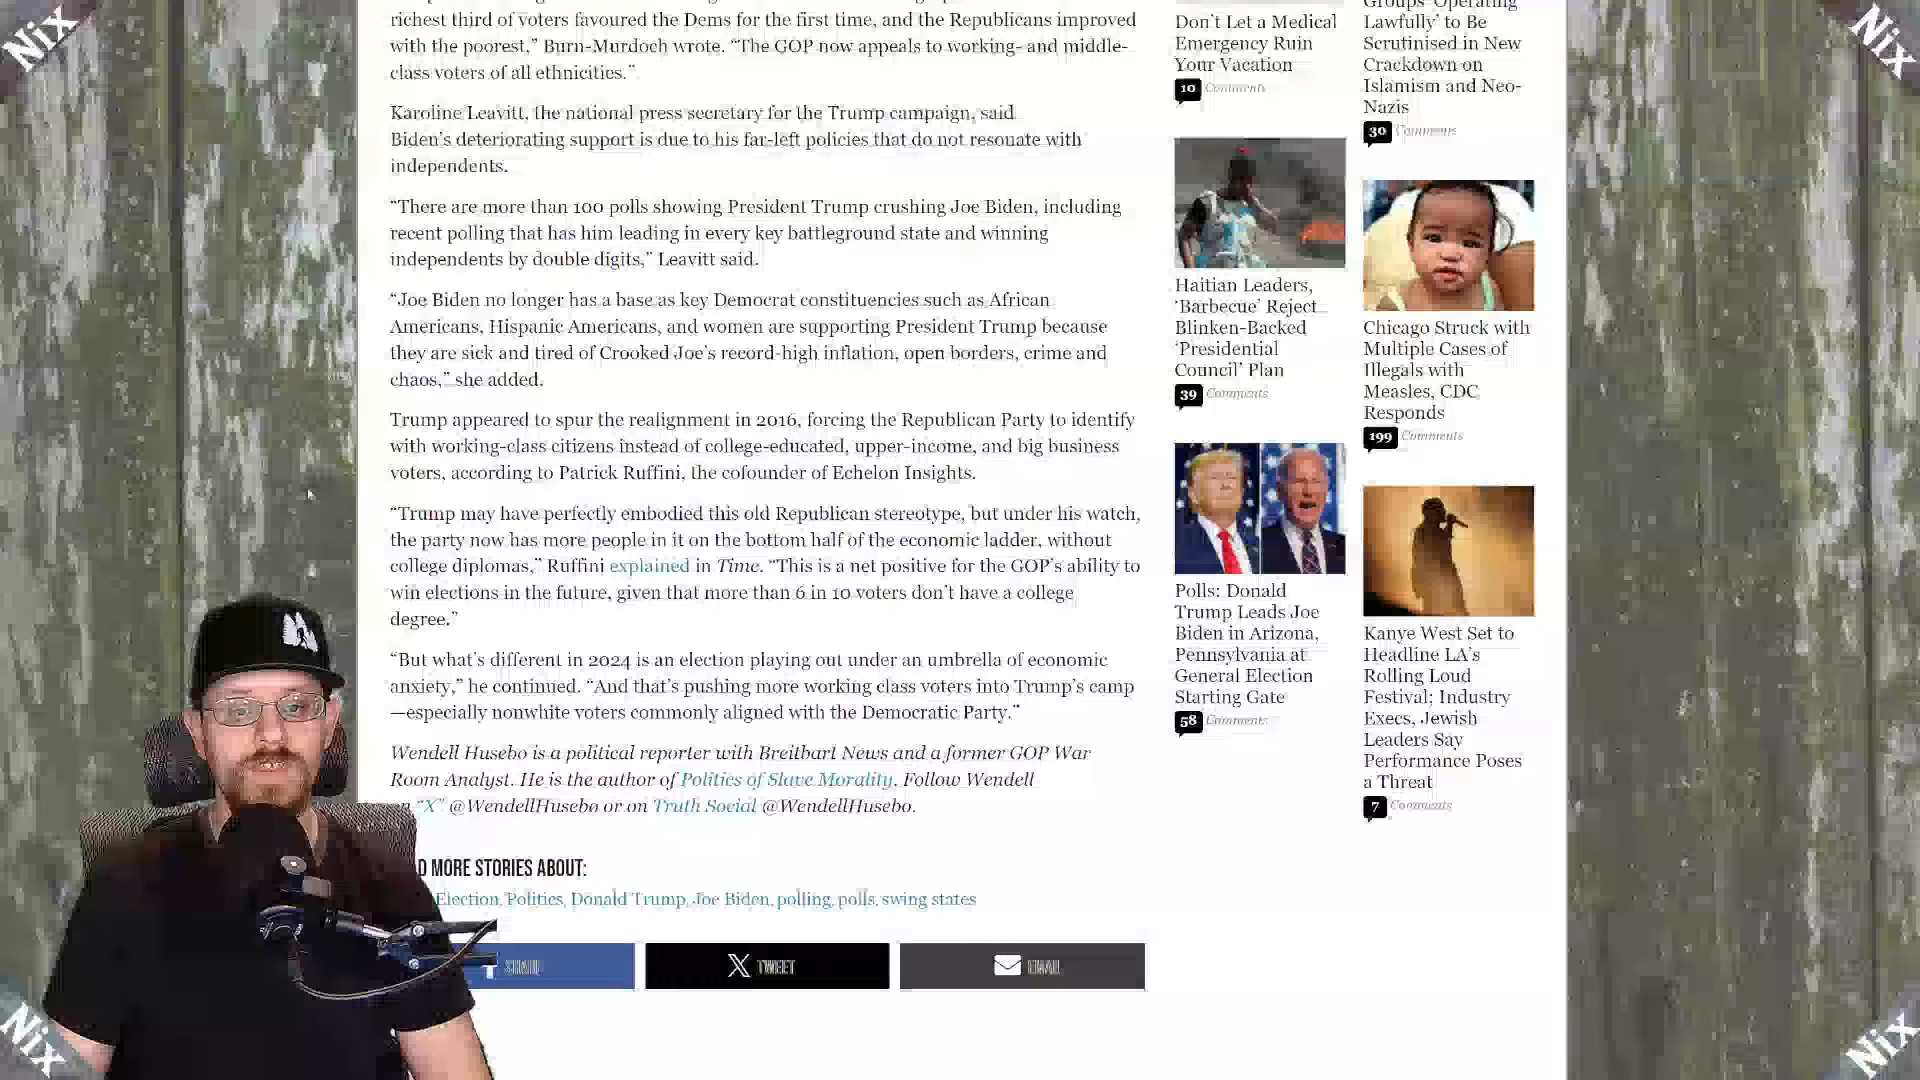 Nix
Nix
richest third of voters favoured the Dems for the first time, and the Republicans improved
with the poorest,” Burn-Murdoch wrote. “The GOP now appeals to working- and middle-
class voters of all ethnicities.”
Karoline Leavitt, the national press secretary for the Trump campaign, said
Biden’s deteriorating support is due to his far-left policies that do not resonate with
independents.
“There are more than 100 polls showing President Trump crushing Joe Biden, including
recent polling that has him leading in every key battleground state and winning
independents by double digits,” Leavitt said.
“Joe Biden no longer has a base as key Democrat constituencies such as African
Americans, Hispanic Americans, and women are supporting President Trump because
they are sick and tired of Crooked Joe’s record-high inflation, open borders, crime and
chaos,” she added.
Trump appeared to spur the realignment in 2016, forcing the Republican Party to identify
with working-class citizens instead of college-educated, upper-income, and big business
voters, according to Patrick Ruffini, the cofounder of Echelon Insights.
“Trump may have perfectly embodied this old Republican stereotype, but under his watch,
the party now has more people in it on the bottom half of the economic ladder, without
college diplomas,” Ruffini explained in Time. “This is a net positive for the GOP’s ability to
win elections in the future, given that more than 6 in 10 voters don’t have a college
degree.”
“But what’s different in 2024 is an election playing out under an umbrella of economic
anxiety,” he continued. “And that’s pushing more working class voters into Trump’s camp
—especially nonwhite voters commonly aligned with the Democratic Party.”
Wendell Husebo is a political reporter with Breitbart News and a former GOP War
Room Analyst. He is the author of Politics of Slave Morality. Follow Wendell
“X” @WendellHusebo or on Truth Social @WendellHusebo.
MORE STORIES ABOUT:
Election, Politics, Donald Trump, Joe Biden, polling, polls, swing states
SHARE
TWEET
EMAIL
Don’t Let a Medical
Emergency Ruin
Your Vacation
10 Comments
Haitian Leaders,
‘Barbecue’ Reject
Blinken-Backed
‘Presidential
Council’ Plan
39 Comments
Polls: Donald
Trump Leads Joe
Biden in Arizona,
Pennsylvania at
General Election
Starting Gate
58 Comments
Groups ‘Operating
Lawfully’ to Be
Scrutinised in New
Crackdown on
Islamism and Neo-
Nazis
30 Comments
Chicago Struck with
Multiple Cases of
Illegals with
Measles, CDC
Responds
199 Comments
Kanye West Set to
Headline LA’s
Rolling Loud
Festival; Industry
Execs, Jewish
Leaders Say
Performance Poses
a Threat
7 Comments
Nix
Nix